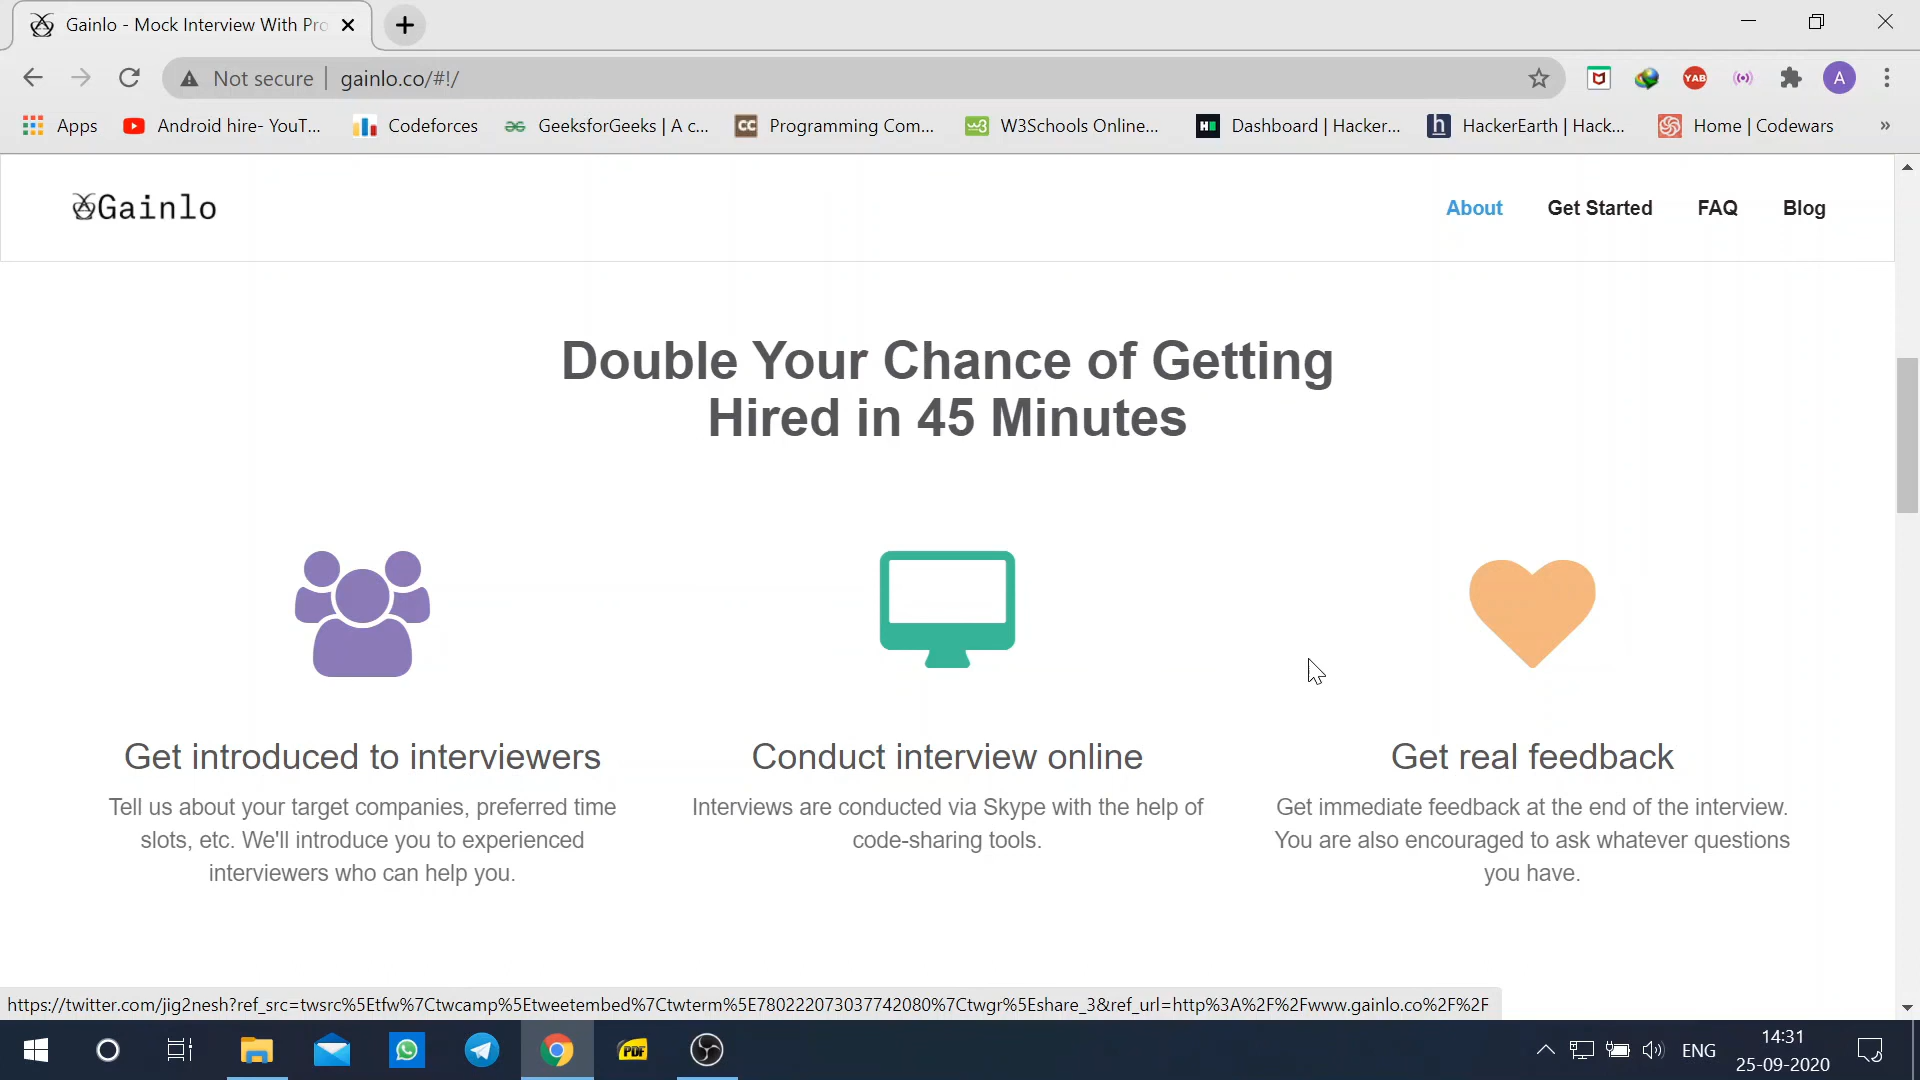 Gainlo - Mock Interview With Pro
Not secure | gainlo.co/#!/
Apps Android hire- YouT... Codeforces GeeksforGeeks | A c... CC Programming Com... W3Schools Online... Dashboard | Hacker... HackerEarth | Hack... Home | Codewars »
Gainlo
About Get Started FAQ Blog
Double Your Chance of Getting
Hired in 45 Minutes
Get introduced to interviewers
Tell us about your target companies, preferred time
slots, etc. We'll introduce you to experienced
interviewers who can help you.
Conduct interview online
Interviews are conducted via Skype with the help of
code-sharing tools.
Get real feedback
Get immediate feedback at the end of the interview.
You are also encouraged to ask whatever questions
you have.
https://twitter.com/jig2nesh?ref_src=twsrc%5Etfw%7Ctwcamp%5Etweetembed%7Ctwterm%5E780222073037742080%7Ctwgr%5Eshare_3&ref_url=http%3A%2F%2Fwww.gainlo.co%2F%2F
PDF
ENG
14:31
25-09-2020
YAB
A